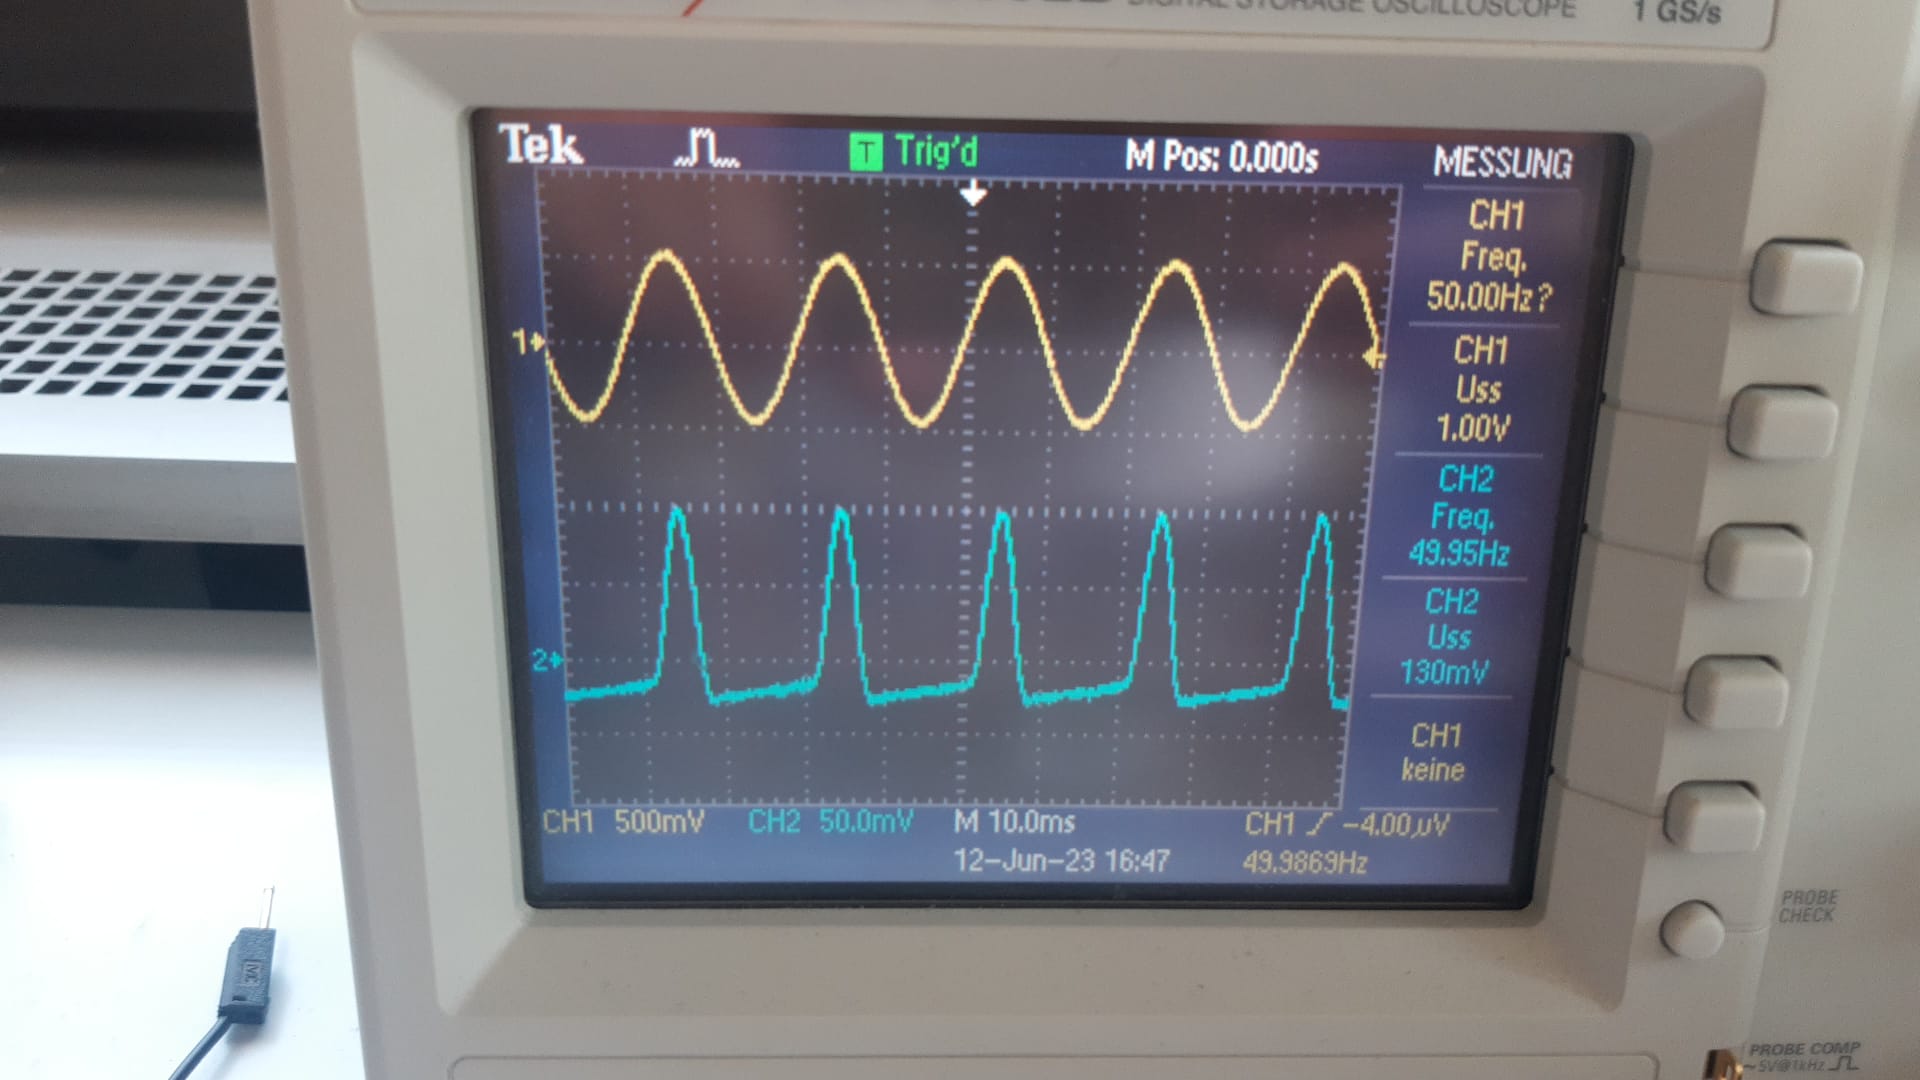 DIGITAL STORAGE OSCILLOSCOPE 1 GS/s
Tek T Trig'd M Pos: 0.000s MESSUNG
CH1
Freq.
50.00Hz?
1
CH1
Uss
1.00V
CH2
Freq.
49.95Hz
2
CH2
Uss
130mV
CH1
keine
CH1 500mV CH2 50.0mV M 10.0ms CH1 -4.00µV
12-Jun-23 16:47 49.9869Hz
PROBE
CHECK
PROBE COMP
~5V@1kHz